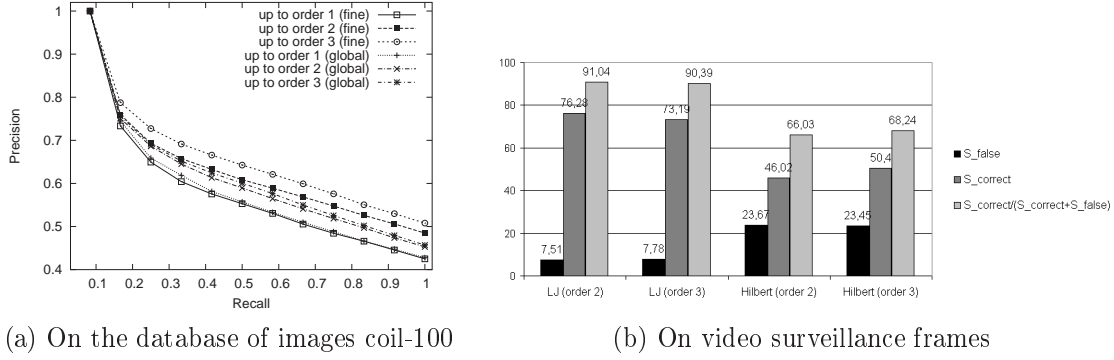 up to order 1 (fine)
up to order 2 (fine)
up to order 3 (fine)
up to order 1 (global)
up to order 2 (global)
up to order 3 (global)
1
0.9
0.8
0.7
0.6
0.5
0.4
Precision
0.1 0.2 0.3 0.4 0.5 0.6 0.7 0.8 0.9 1
Recall
(a) On the database of images coil-100
100
80
60
40
20
0
7,51 76,28 91,04
7,78 73,19 90,39
23,67 46,02 66,03
23,45 50,4 68,24
LJ (order 2) LJ (order 3) Hilbert (order 2) Hilbert (order 3)
S_false
S_correct
S_correct/(S_correct+S_false)
(b) On video surveillance frames